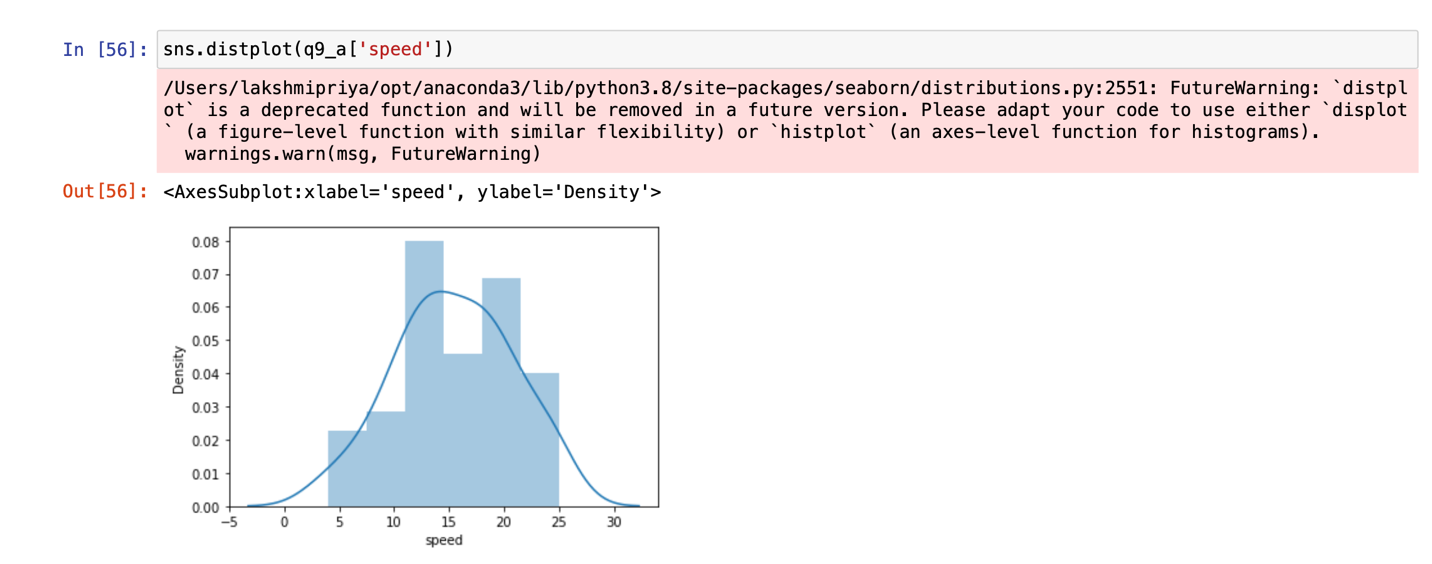 In [56]: sns.distplot(q9_a['speed'])
/Users/lakshmipriya/opt/anaconda3/lib/python3.8/site-packages/seaborn/distributions.py:2551: FutureWarning: `distpl
ot` is a deprecated function and will be removed in a future version. Please adapt your code to use either `displot
` (a figure-level function with similar flexibility) or `histplot` (an axes-level function for histograms).
  warnings.warn(msg, FutureWarning)
Out[56]: <AxesSubplot:xlabel='speed', ylabel='Density'>
0.08
0.07
0.06
0.05
0.04
0.03
0.02
0.01
0.00
Density
−5 0 5 10 15 20 25 30
speed